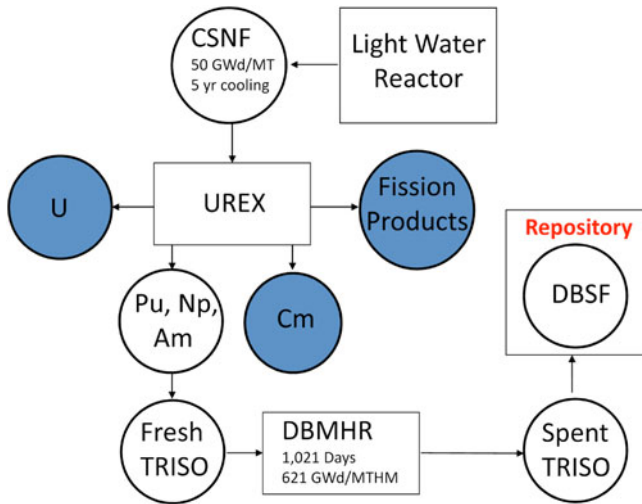 CSNF
50 GWd/MT
5 yr cooling
Light Water
Reactor
U
UREX
Fission
Products
Repository
DBSF
Pu, Np,
Am
Cm
Fresh
TRISO
DBMHR
1,021 Days
621 GWd/MTHM
Spent
TRISO